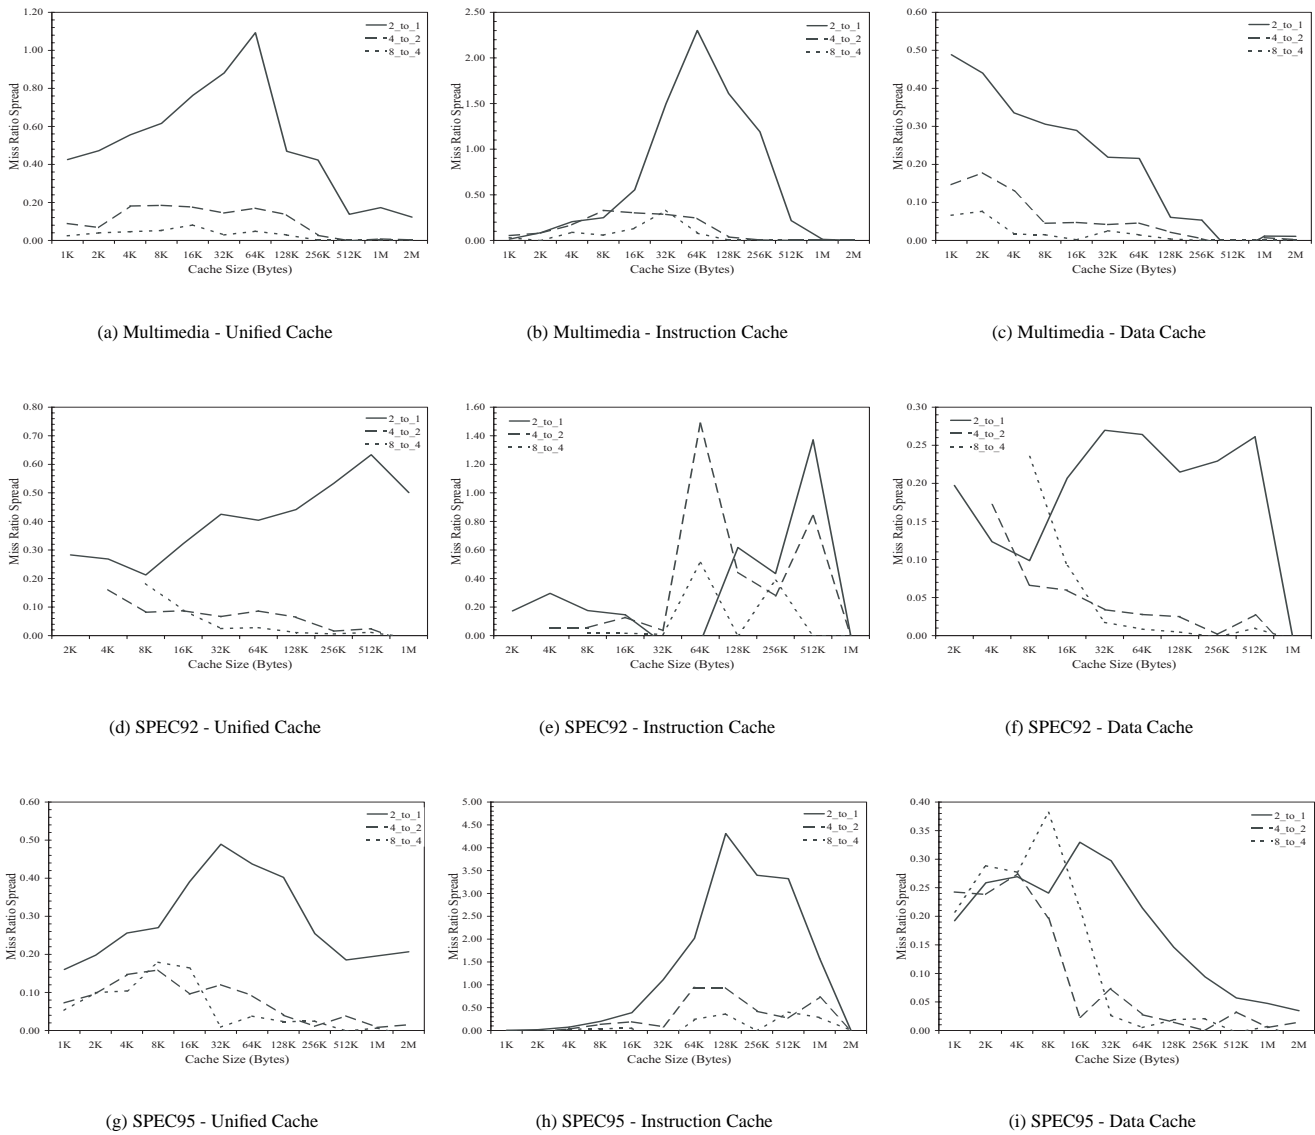 1.20
1.00
0.80
0.60
0.40
0.20
0.00
Miss Ratio Spread
2_to_1
4_to_2
8_to_4
1K 2K 4K 8K 16K 32K 64K 128K 256K 512K 1M 2M
Cache Size (Bytes)
(a) Multimedia - Unified Cache
2.50
2.00
1.50
1.00
0.50
0.00
Miss Ratio Spread
2_to_1
4_to_2
8_to_4
1K 2K 4K 8K 16K 32K 64K 128K 256K 512K 1M 2M
Cache Size (Bytes)
(b) Multimedia - Instruction Cache
0.60
0.50
0.40
0.30
0.20
0.10
0.00
Miss Ratio Spread
2_to_1
4_to_2
8_to_4
1K 2K 4K 8K 16K 32K 64K 128K 256K 512K 1M 2M
Cache Size (Bytes)
(c) Multimedia - Data Cache
0.80
0.70
0.60
0.50
0.40
0.30
0.20
0.10
0.00
Miss Ratio Spread
2_to_1
4_to_2
8_to_4
2K 4K 8K 16K 32K 64K 128K 256K 512K 1M
Cache Size (Bytes)
(d) SPEC92 - Unified Cache
1.60
1.40
1.20
1.00
0.80
0.60
0.40
0.20
0.00
Miss Ratio Spread
2_to_1
4_to_2
8_to_4
2K 4K 8K 16K 32K 64K 128K 256K 512K 1M
Cache Size (Bytes)
(e) SPEC92 - Instruction Cache
0.30
0.25
0.20
0.15
0.10
0.05
0.00
Miss Ratio Spread
2_to_1
4_to_2
8_to_4
2K 4K 8K 16K 32K 64K 128K 256K 512K 1M
Cache Size (Bytes)
(f) SPEC92 - Data Cache
0.60
0.50
0.40
0.30
0.20
0.10
0.00
Miss Ratio Spread
2_to_1
4_to_2
8_to_4
1K 2K 4K 8K 16K 32K 64K 128K 256K 512K 1M 2M
Cache Size (Bytes)
(g) SPEC95 - Unified Cache
5.00
4.50
4.00
3.50
3.00
2.50
2.00
1.50
1.00
0.50
0.00
Miss Ratio Spread
2_to_1
4_to_2
8_to_4
1K 2K 4K 8K 16K 32K 64K 128K 256K 512K 1M 2M
Cache Size (Bytes)
(h) SPEC95 - Instruction Cache
0.40
0.35
0.30
0.25
0.20
0.15
0.10
0.05
0.00
Miss Ratio Spread
2_to_1
4_to_2
8_to_4
1K 2K 4K 8K 16K 32K 64K 128K 256K 512K 1M 2M
Cache Size (Bytes)
(i) SPEC95 - Data Cache